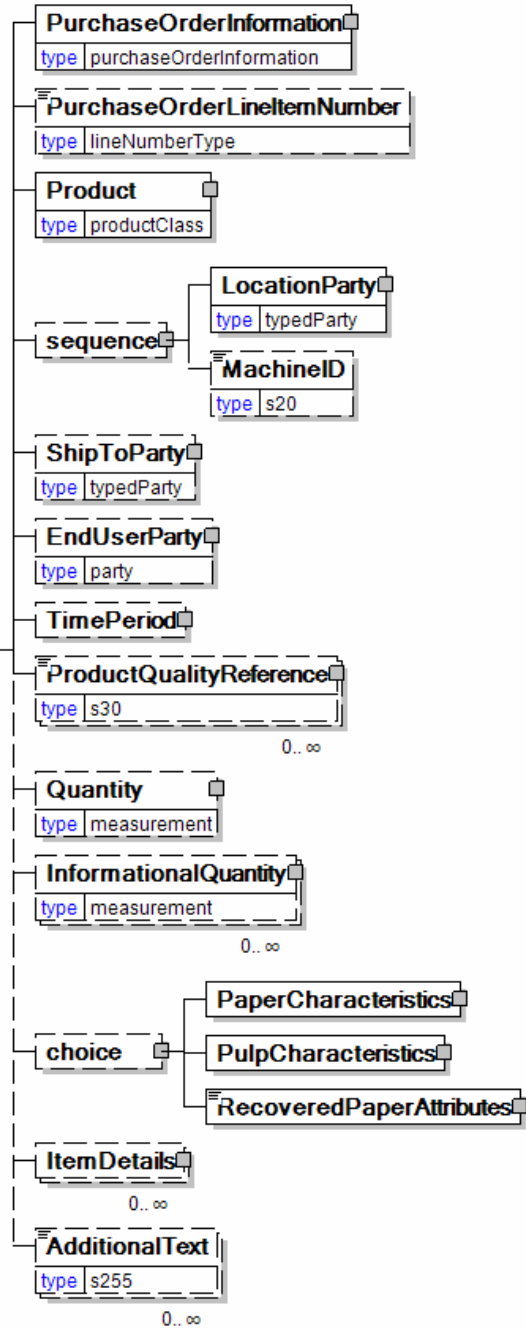 PurchaseOrderInformation
type purchaseOrderInformation
PurchaseOrderLineItemNumber
type lineNumberType
Product
type productClass
sequence
LocationParty
type typedParty
MachineID
type s20
ShipToParty
type typedParty
EndUserParty
type party
TimePeriod
ProductQualityReference
type s30
0.. ∞
Quantity
type measurement
InformationalQuantity
type measurement
0.. ∞
choice
PaperCharacteristics
PulpCharacteristics
RecoveredPaperAttributes
ItemDetails
0.. ∞
AdditionalText
type s255
0.. ∞